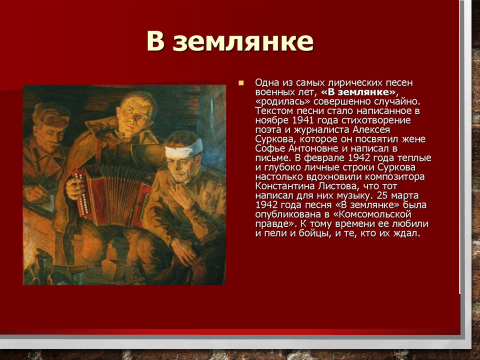 В землянке
Одна из самых лирических песен
военных лет, «В землянке»,
«родилась» совершенно случайно.
Текстом песни стало написанное в
ноябре 1941 года стихотворение
поэта и журналиста Алексея
Суркова, которое он посвятил жене
Софье Антоновне и написал в
письме. В феврале 1942 года теплые
и глубоко личные строки Суркова
настолько вдохновили композитора
Константина Листова, что тот
написал для них музыку. 25 марта
1942 года песня «В землянке» была
опубликована в «Комсомольской
правде». К тому времени ее любили
и пели и бойцы, и те, кто их ждал.